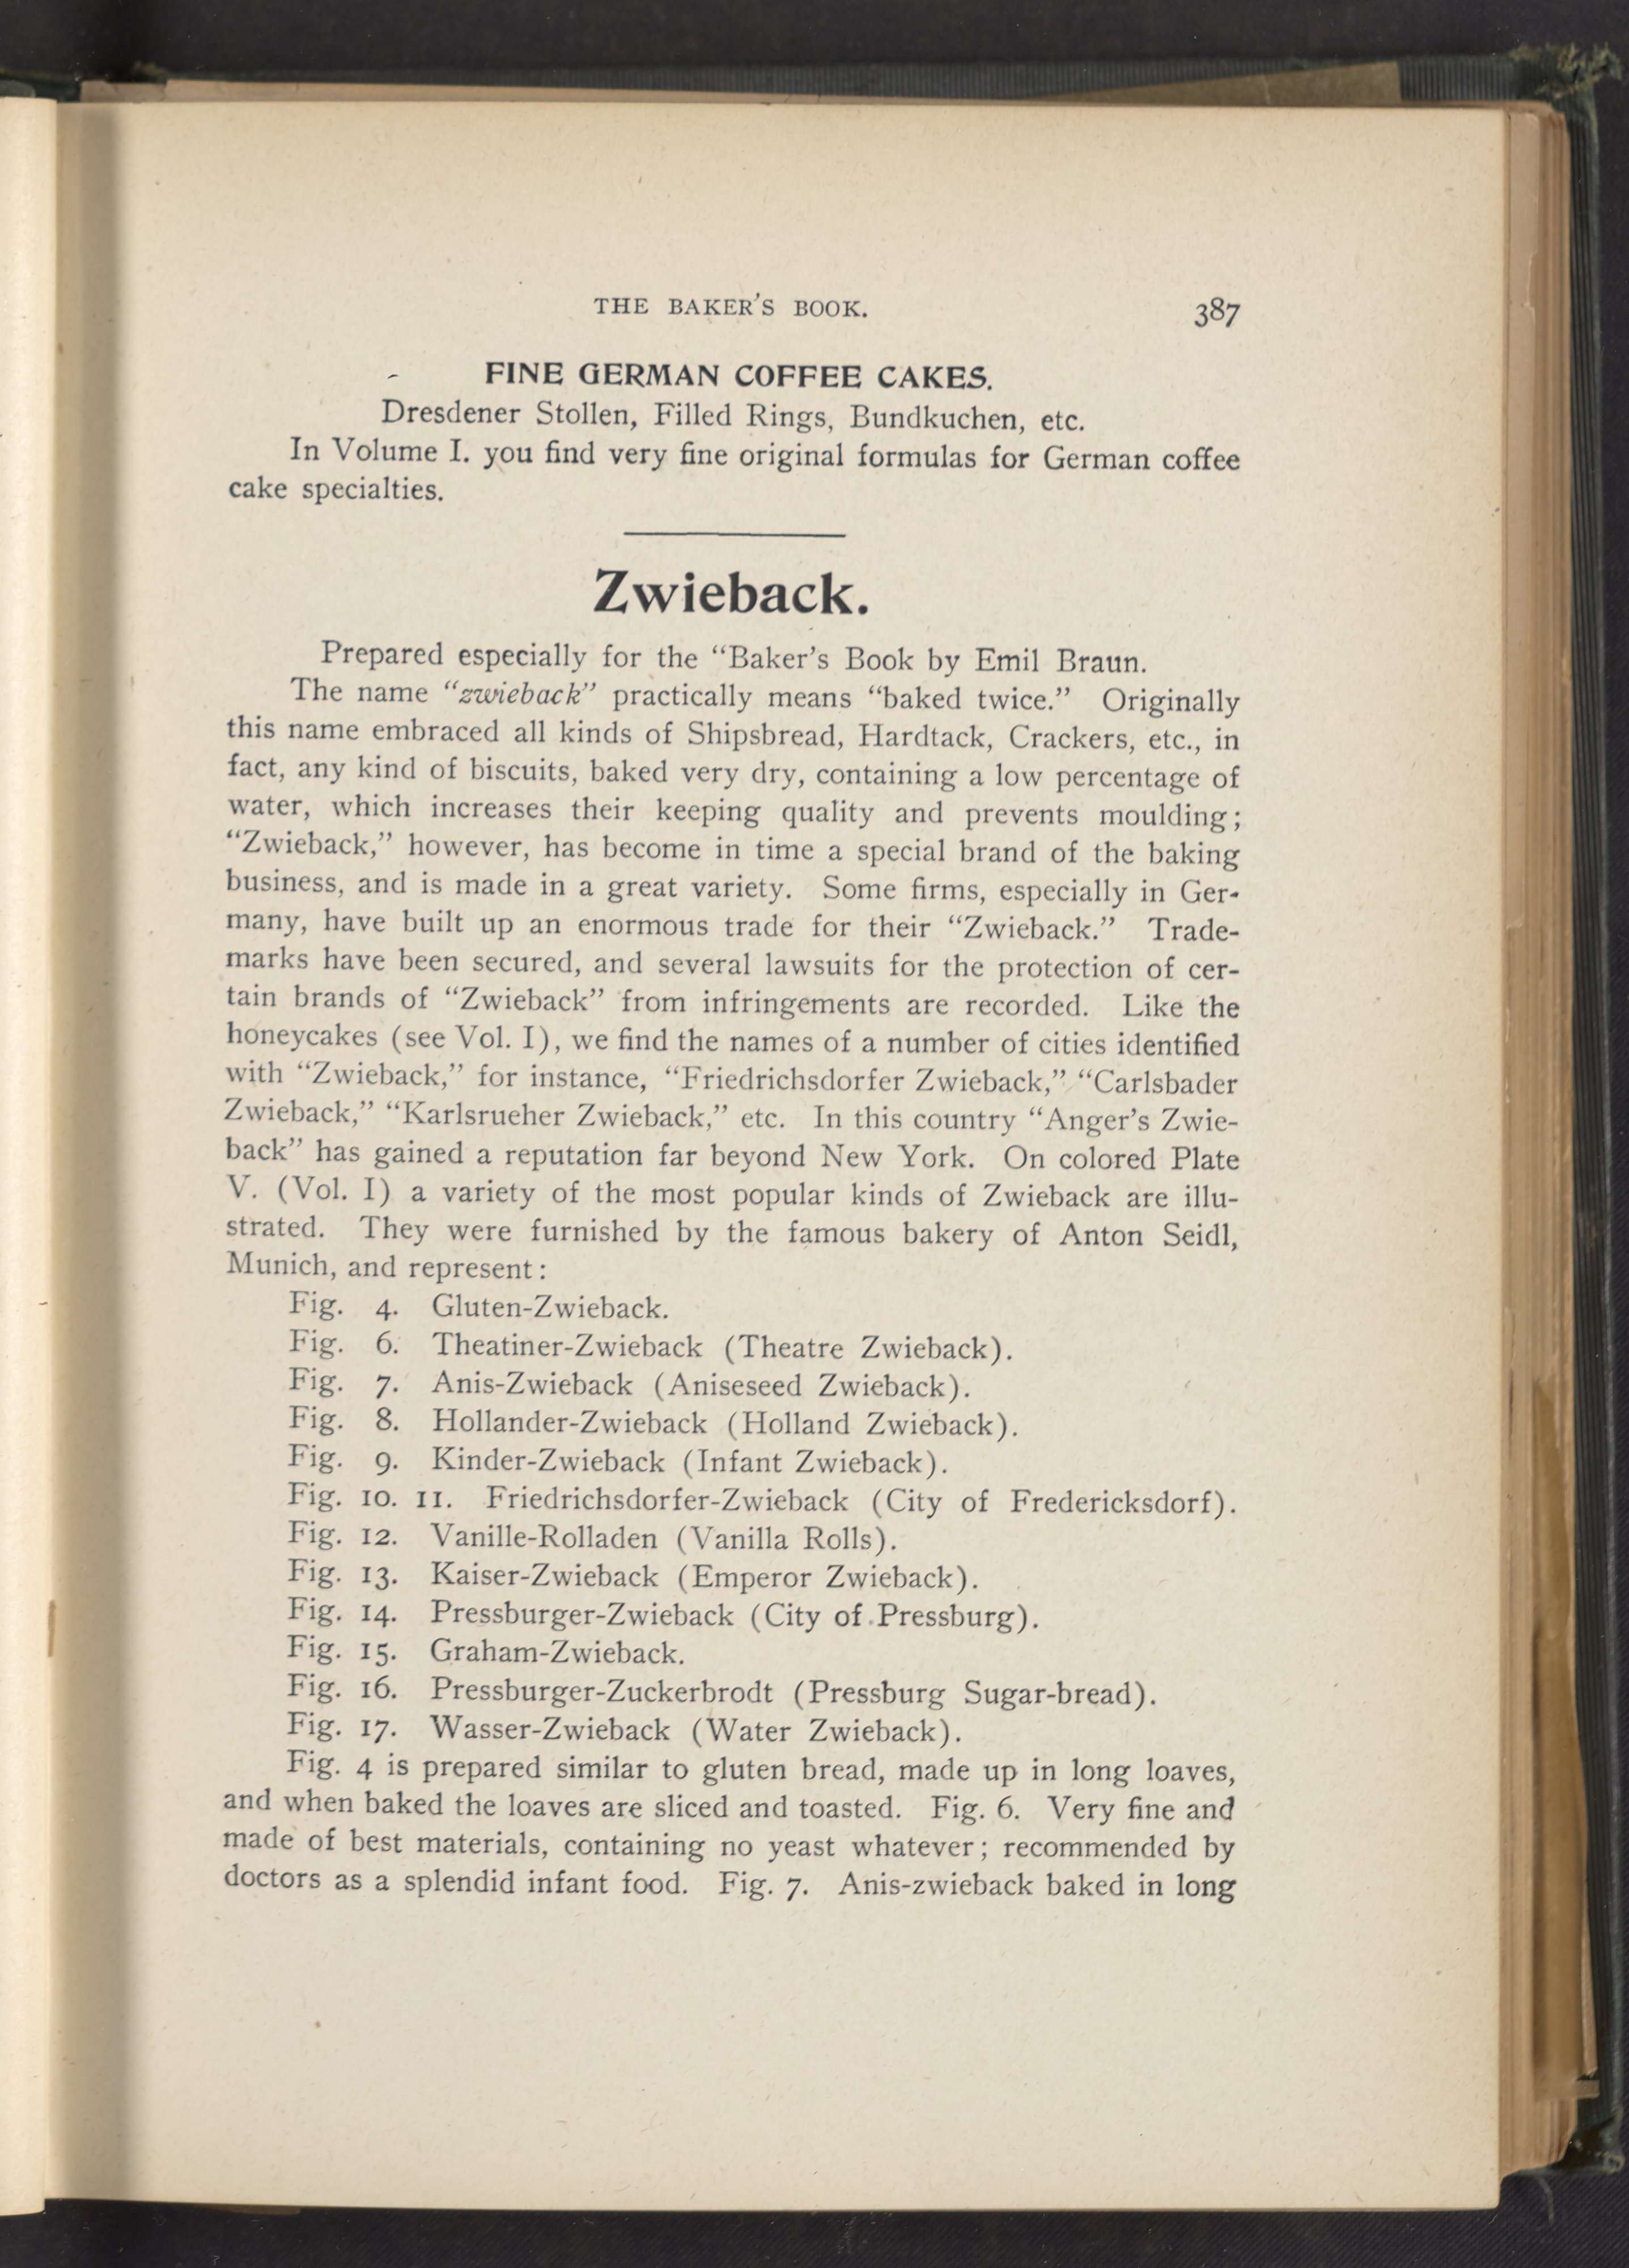 THE BAKER'S BOOK. 387
FINE GERMAN COFFEE CAKES.
Dresdener Stollen, Filled Rings, Bundkuchen, etc.
In Volume I. you find very fine original formulas for German coffee
cake specialties.
Zwieback.
Prepared especially for the “Baker’s Book by Emil Braun.
The name “zwieback” practically means “baked twice.” Originally
this name embraced all kinds of Shipsbread, Hardtack, Crackers, etc., in
fact, any kind of biscuits, baked very dry, containing a low percentage of
water, which increases their keeping quality and prevents moulding;
“Zwieback,” however, has become in time a special brand of the baking
business, and is made in a great variety. Some firms, especially in Ger-
many, have built up an enormous trade for their “Zwieback.” Trade-
marks have been secured, and several lawsuits for the protection of cer-
tain brands of “Zwieback” from infringements are recorded. Like the
honeycakes (see Vol. I), we find the names of a number of cities identified
with “Zwieback,” for instance, “Friedrichsdorfer Zwieback,” “Carlsbader
Zwieback,” “Karlsrueher Zwieback,” etc. In this country “Anger’s Zwie-
back” has gained a reputation far beyond New York. On colored Plate
V. (Vol. I) a variety of the most popular kinds of Zwieback are illu-
strated. They were furnished by the famous bakery of Anton Seidl,
Munich, and represent:
Fig. 4. Gluten-Zwieback.
Fig. 6. Theatiner-Zwieback (Theatre Zwieback).
Fig. 7. Anis-Zwieback (Aniseseed Zwieback).
Fig. 8. Hollander-Zwieback (Holland Zwieback).
Fig. 9. Kinder-Zwieback (Infant Zwieback).
Fig. 10. 11. Friedrichsdorfer-Zwieback (City of Fredericksdorf).
Fig. 12. Vanille-Rolladen (Vanilla Rolls).
Fig. 13. Kaiser-Zwieback (Emperor Zwieback).
Fig. 14. Pressburger-Zwieback (City of Pressburg).
Fig. 15. Graham-Zwieback.
Fig. 16. Pressburger-Zuckerbrodt (Pressburg Sugar-bread).
Fig. 17. Wasser-Zwieback (Water Zwieback).
Fig. 4 is prepared similar to gluten bread, made up in long loaves,
and when baked the loaves are sliced and toasted. Fig. 6. Very fine and
made of best materials, containing no yeast whatever; recommended by
doctors as a splendid infant food. Fig. 7. Anis-zwieback baked in long